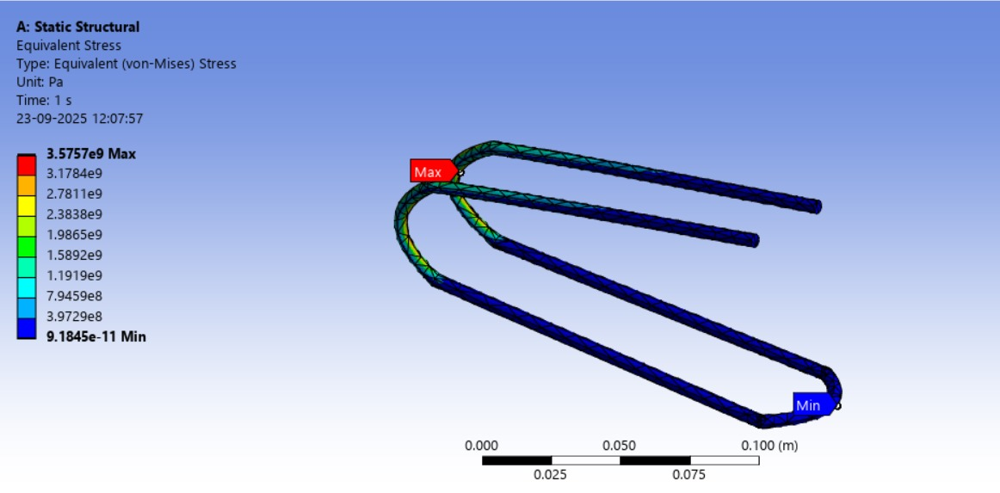 A: Static Structural
Equivalent Stress
Type: Equivalent (von-Mises) Stress
Unit: Pa
Time: 1 s
23-09-2025 12:07:57
3.5757e9 Max
3.1784e9
2.7811e9
2.3838e9
1.9865e9
1.5892e9
1.1919e9
7.9459e8
3.9729e8
9.1845e-11 Min
Max
Min
0.000 0.050 0.100 (m)
0.025 0.075